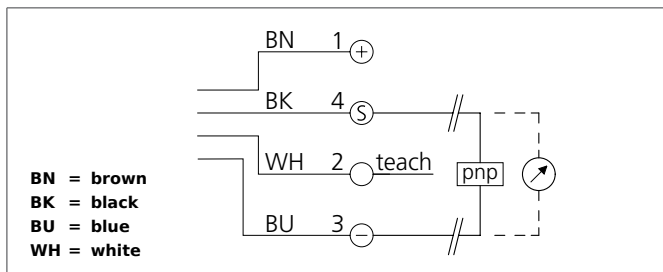 BN 1 +
BK 4 S
WH 2 teach
pnp
BU 3 −
BN = brown
BK = black
BU = blue
WH = white